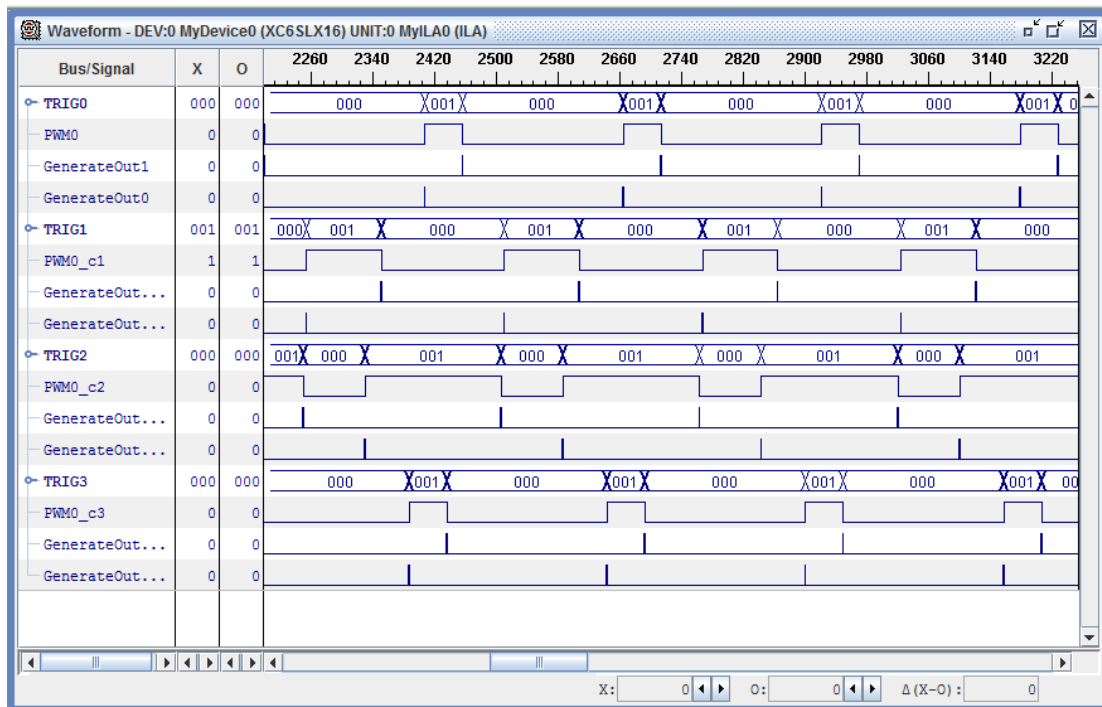 Waveform - DEV:0 MyDevice0 (XC6SLX16) UNIT:0 MyILA0 (ILA)
Bus/Signal X O 2260 2340 2420 2500 2580 2660 2740 2820 2900 2980 3060 3140 3220
TRIG0 000 000 000 001 000 001 000 001 000 001 0
PWM0 0 0
GenerateOut1 0 0
GenerateOut0 0 0
TRIG1 001 001 000 001 000 001 000 001 000 001 000
PWM0_c1 1 1
GenerateOut... 0 0
GenerateOut... 0 0
TRIG2 000 000 001 000 001 000 001 000 001 000 001
PWM0_c2 0 0
GenerateOut... 0 0
GenerateOut... 0 0
TRIG3 000 000 000 001 000 001 000 001 000 001 00
PWM0_c3 0 0
GenerateOut... 0 0
GenerateOut... 0 0
X: 0 O: 0 Δ(X-O): 0